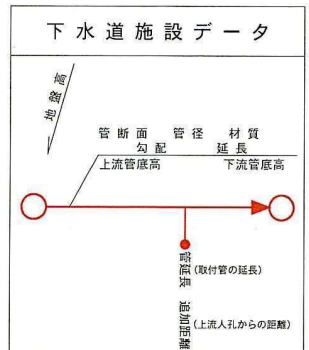 下水道施設データ
地盤高
管断面 管径 材質
勾配 延長
上流管底高 下流管底高
管延長 (取付管の延長)
追加距離 (上流人孔からの距離)